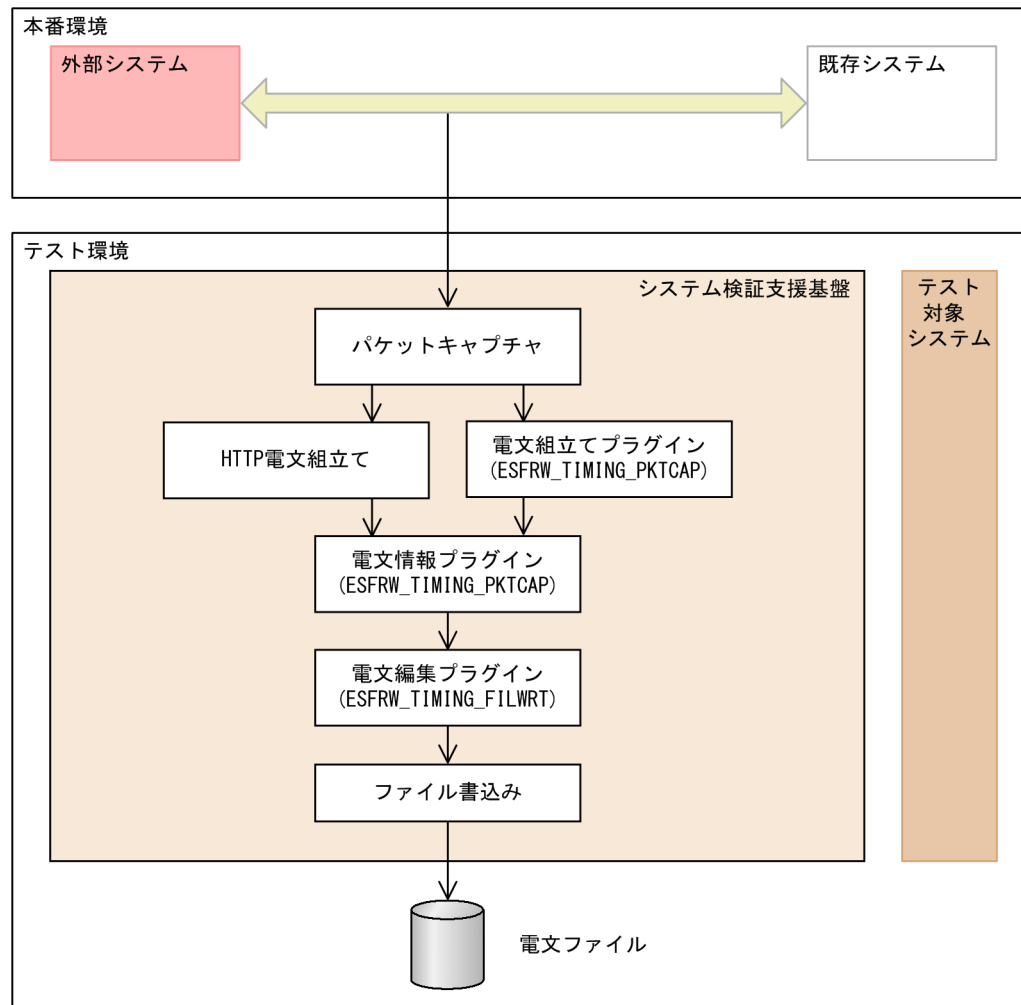 本番環境
外部システム
既存システム
テスト環境
システム検証支援基盤
テスト
対象
システム
パケットキャプチャ
HTTP電文組立て
電文組立てプラグイン
(ESFRW_TIMING_PKTCAP)
電文情報プラグイン
(ESFRW_TIMING_PKTCAP)
電文編集プラグイン
(ESFRW_TIMING_FILWRT)
ファイル書込み
電文ファイル